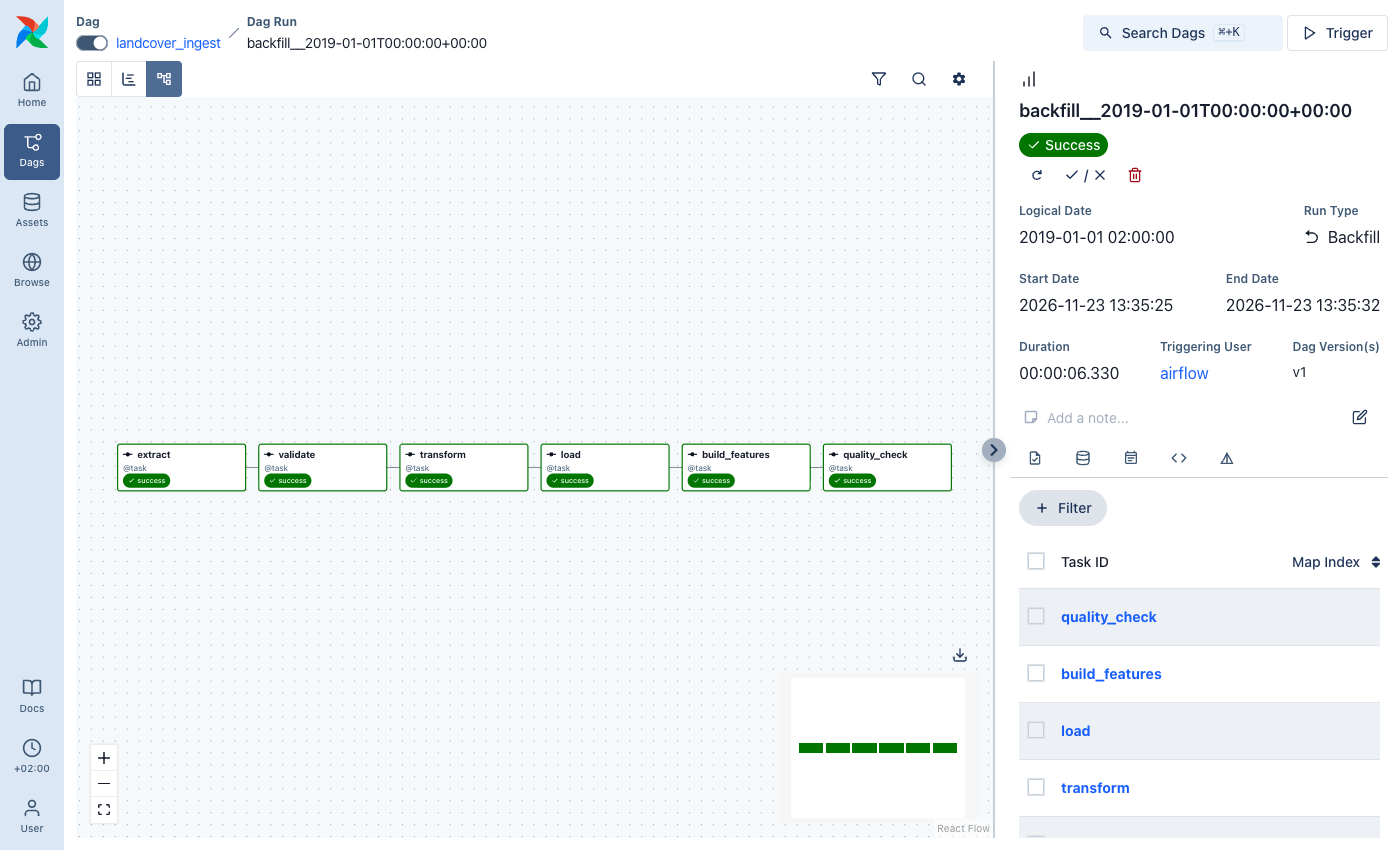 Dag
landcover_ingest
Dag Run
backfill__2019-01-01T00:00:00+00:00
Search Dags ⌘+K
Trigger
Home
Dags
Assets
Browse
Admin
Docs
+02:00
User
extract
@task
success
validate
@task
success
transform
@task
success
load
@task
success
build_features
@task
success
quality_check
@task
success
React Flow
backfill__2019-01-01T00:00:00+00:00
Success
/
Logical Date
Run Type
2019-01-01 02:00:00
Backfill
Start Date
End Date
2026-11-23 13:35:25
2026-11-23 13:35:32
Duration
Triggering User
Dag Version(s)
00:00:06.330
airflow
v1
Add a note...
Filter
Task ID
Map Index
quality_check
build_features
load
transform